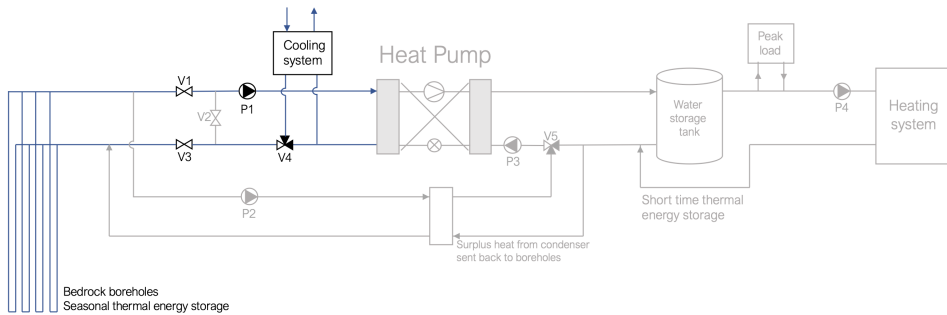 Cooling
system
Heat Pump
Peak
load
V1
P1
V2
V3
V4
V5
P3
Water
storage
tank
P4
Heating
system
P2
Short time thermal
energy storage
Surplus heat from condenser
sent back to boreholes
Bedrock boreholes
Seasonal thermal energy storage